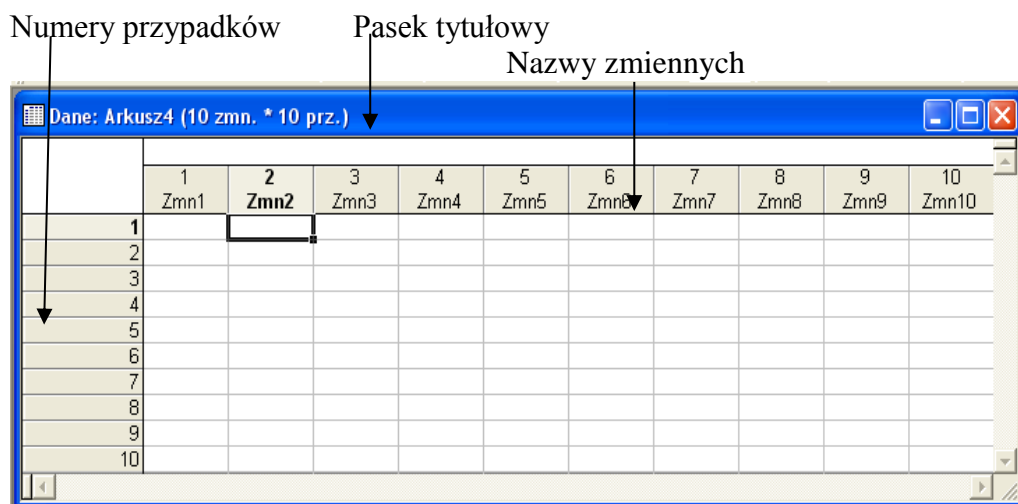 Numery przypadków Pasek tytułowy
Nazwy zmiennych
Dane: Arkusz4 (10 zmn. * 10 prz.)
1 2 3 4 5 6 7 8 9 10
Zmn1 Zmn2 Zmn3 Zmn4 Zmn5 Zmn6 Zmn7 Zmn8 Zmn9 Zmn10
1
2
3
4
5
6
7
8
9
10